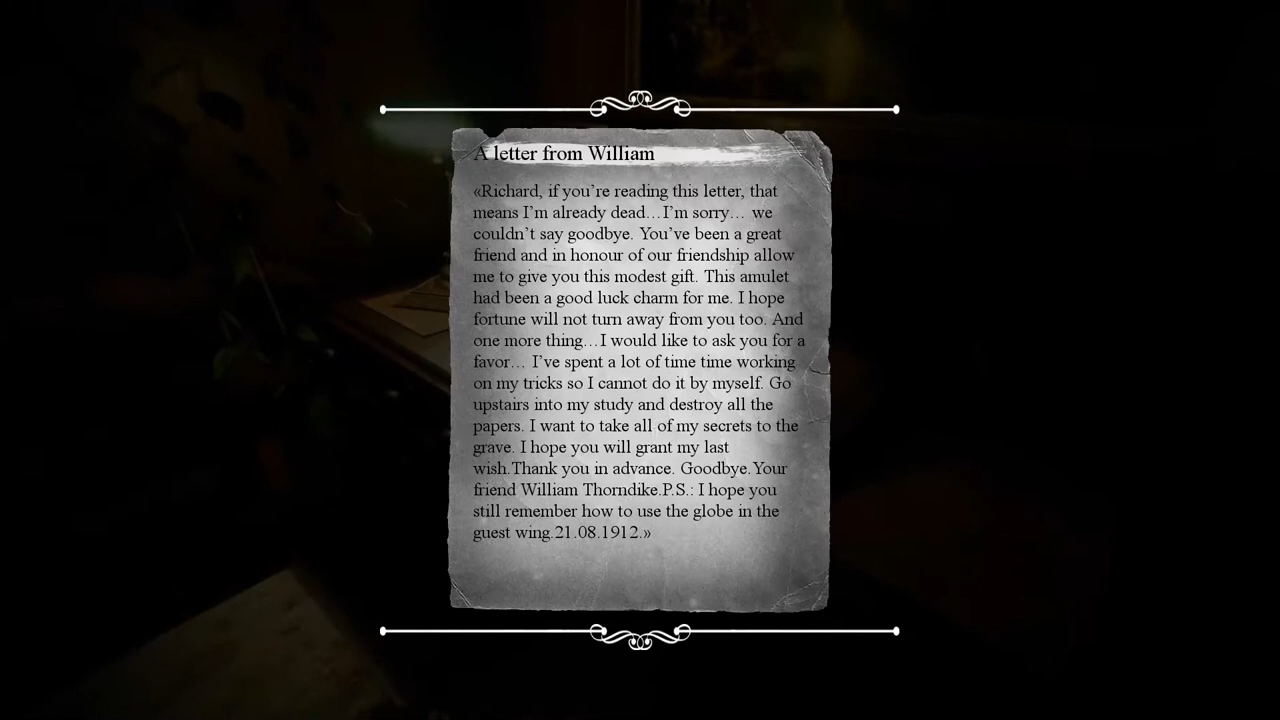 A letter from William
«Richard, if you’re reading this letter, that
means I’m already dead…I’m sorry… we
couldn’t say goodbye. You’ve been a great
friend and in honour of our friendship allow
me to give you this modest gift. This amulet
had been a good luck charm for me. I hope
fortune will not turn away from you too. And
one more thing…I would like to ask you for a
favor… I’ve spent a lot of time time working
on my tricks so I cannot do it by myself. Go
upstairs into my study and destroy all the
papers. I want to take all of my secrets to the
grave. I hope you will grant my last
wish.Thank you in advance. Goodbye.Your
friend William Thorndike.P.S.: I hope you
still remember how to use the globe in the
guest wing.21.08.1912.»